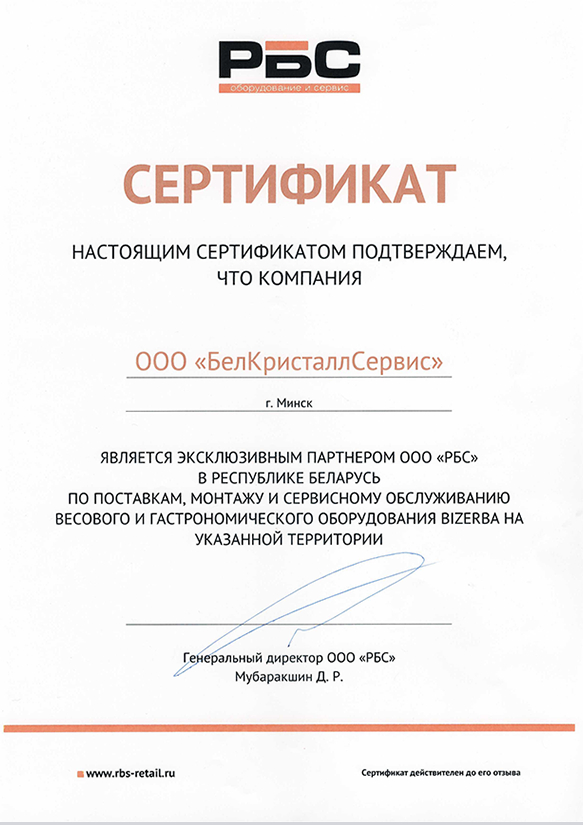 РБС
оборудование и сервис
СЕРТИФИКАТ
НАСТОЯЩИМ СЕРТИФИКАТОМ ПОДТВЕРЖДАЕМ,
ЧТО КОМПАНИЯ
ООО «БелКристаллСервис»
г. Минск
ЯВЛЯЕТСЯ ЭКСКЛЮЗИВНЫМ ПАРТНЕРОМ ООО «РБС»
В РЕСПУБЛИКЕ БЕЛАРУСЬ
ПО ПОСТАВКАМ, МОНТАЖУ И СЕРВИСНОМУ ОБСЛУЖИВАНИЮ
ВЕСОВОГО И ГАСТРОНОМИЧЕСКОГО ОБОРУДОВАНИЯ BIZERBA НА
УКАЗАННОЙ ТЕРРИТОРИИ
Генеральный директор ООО «РБС»
Мубаракшин Д. Р.
www.rbs-retail.ru
Сертификат действителен до его отзыва